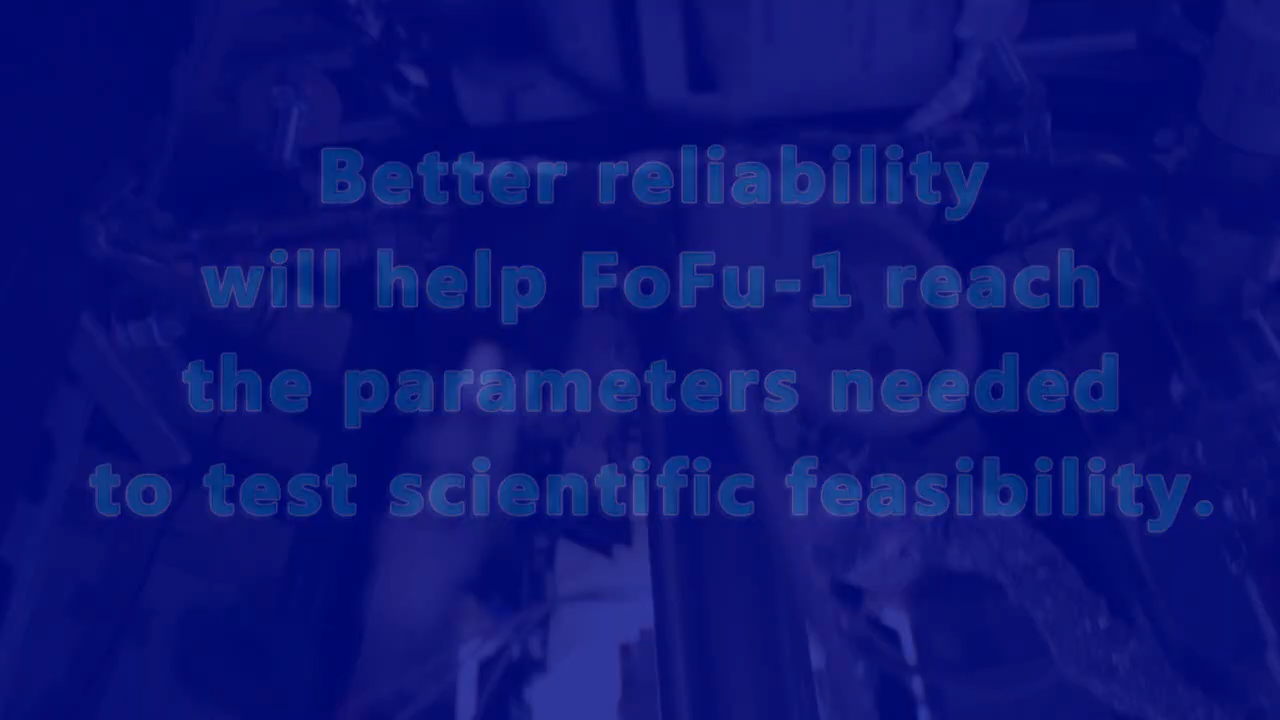 Better reliability
will help FoFu-1 reach
the parameters needed
to test scientific feasibility.